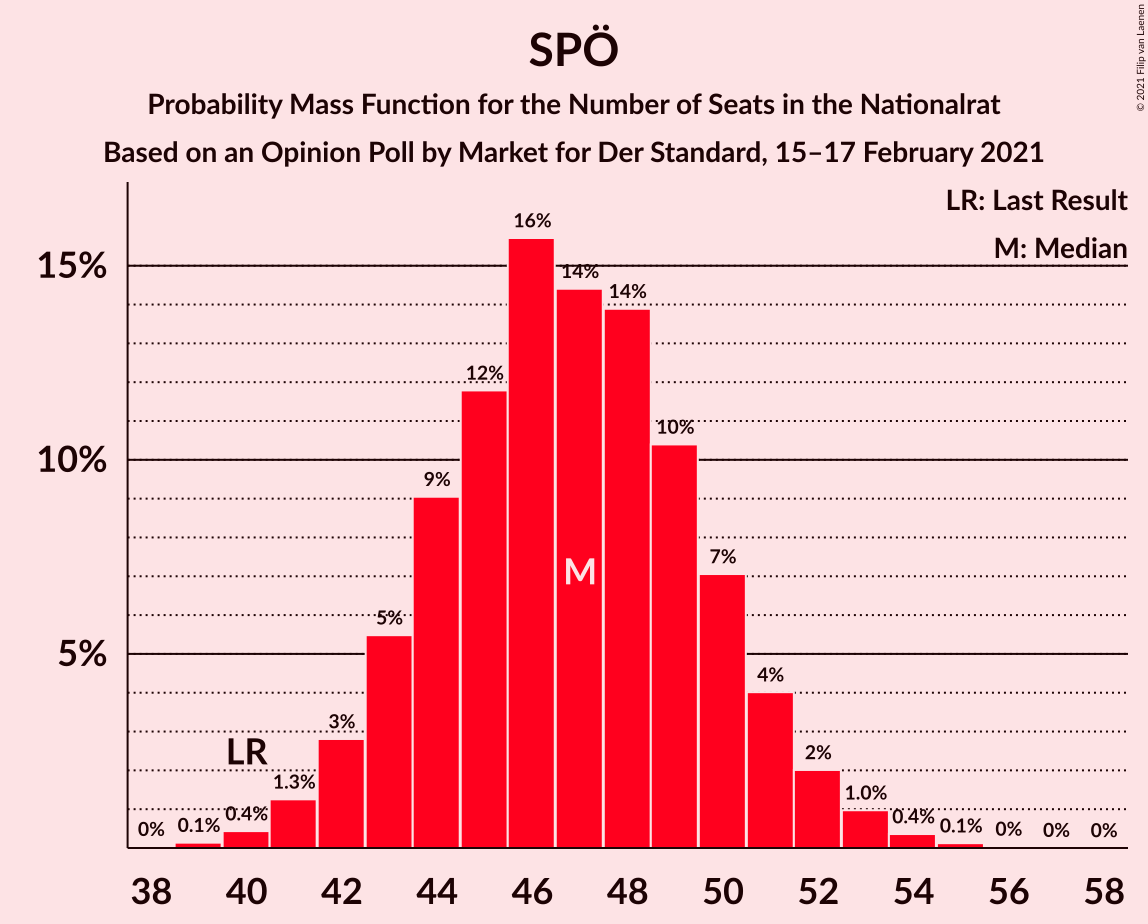 SPÖ
Probability Mass Function for the Number of Seats in the Nationalrat
Based on an Opinion Poll by Market for Der Standard, 15–17 February 2021
© 2021 Filip van Laenen
LR: Last Result
M: Median
15%
10%
5%
0%
0.1%
0.4%
1.3%
3%
5%
9%
12%
16%
14%
14%
10%
7%
4%
2%
1.0%
0.4%
0.1%
0%
0%
0%
LR
M
38 40 42 44 46 48 50 52 54 56 58